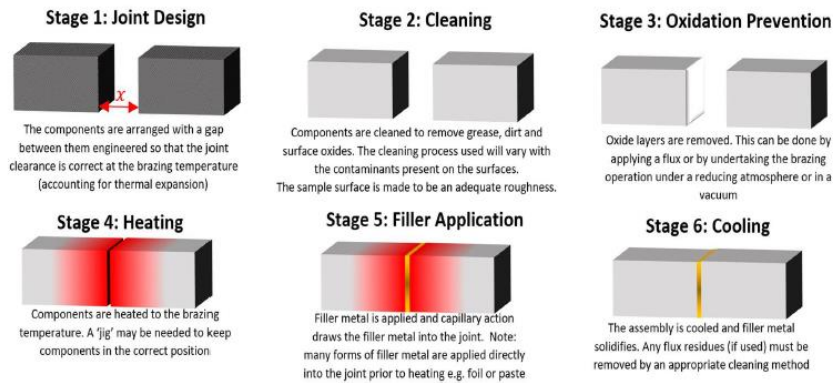 Stage 1: Joint Design
x
The components are arranged with a gap
between them engineered so that the joint
clearance is correct at the brazing temperature
(accounting for thermal expansion)
Stage 2: Cleaning
Components are cleaned to remove grease, dirt and
surface oxides. The cleaning process used will vary with
the contaminants present on the surfaces.
The sample surface is made to be an adequate roughness.
Stage 3: Oxidation Prevention
Oxide layers are removed. This can be done by
applying a flux or by undertaking the brazing
operation under a reducing atmosphere or in a
vacuum
Stage 4: Heating
Components are heated to the brazing
temperature. A ‘jig’ may be needed to keep
components in the correct position
Stage 5: Filler Application
Filler metal is applied and capillary action
draws the filler metal into the joint. Note:
many forms of filler metal are applied directly
into the joint prior to heating e.g. foil or paste
Stage 6: Cooling
The assembly is cooled and filler metal
solidifies. Any flux residues (if used) must be
removed by an appropriate cleaning method